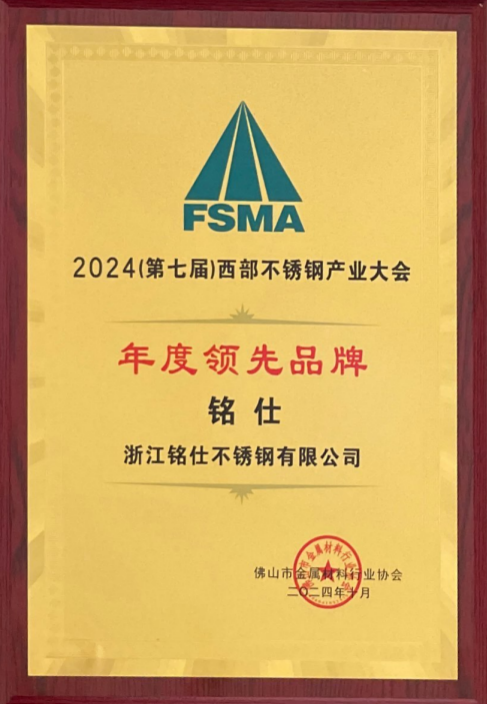 FSMA
2024(第七届)西部不锈钢产业大会
年度领先品牌
铭仕
浙江铭仕不锈钢有限公司
佛山市金属材料行业协会
二〇二四年十月